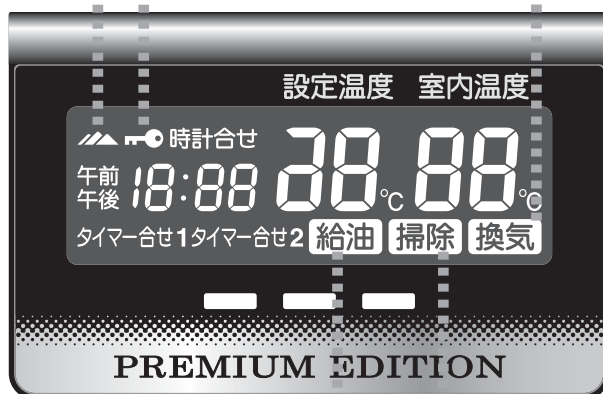 設定温度 室内温度
時計合せ
午前
午後 18:88 38℃ 88℃
タイマー合せ1タイマー合せ2 給油 掃除 換気
PREMIUM EDITION